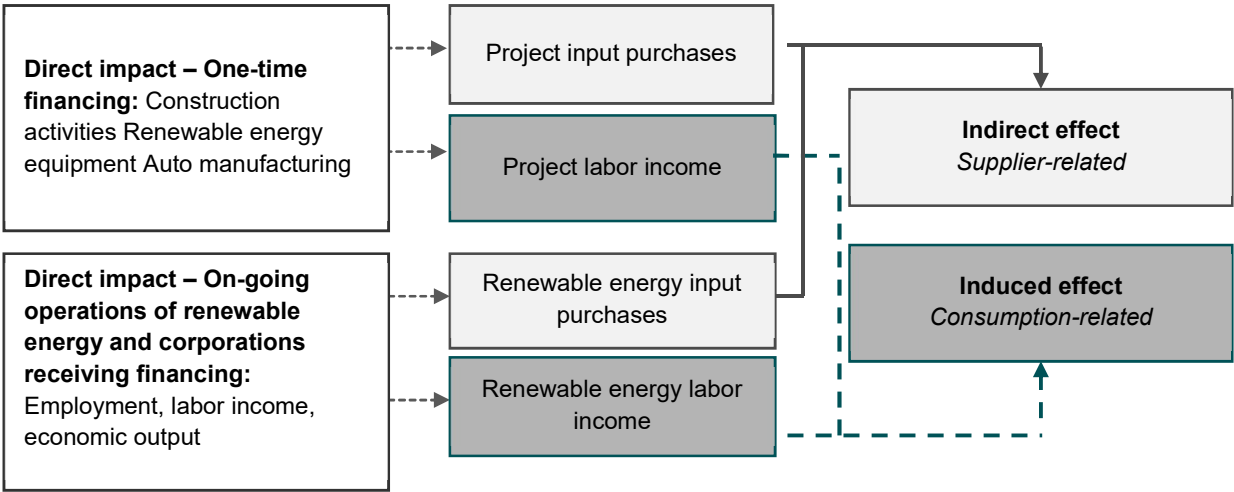 Direct impact – One-time
financing: Construction
activities Renewable energy
equipment Auto manufacturing
Project input purchases
Project labor income
Indirect effect
Supplier-related
Direct impact – On-going
operations of renewable
energy and corporations
receiving financing:
Employment, labor income,
economic output
Renewable energy input
purchases
Renewable energy labor
income
Induced effect
Consumption-related